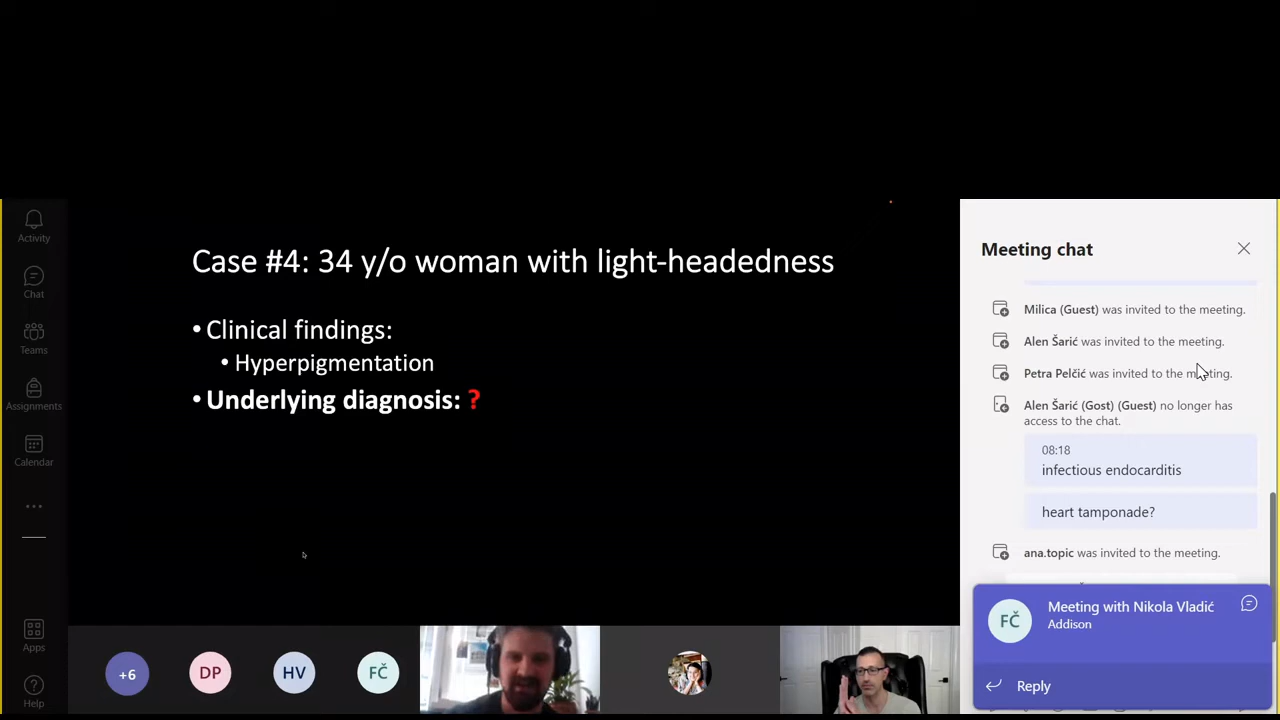 Activity
Chat
Teams
Assignments
Calendar
Apps
Help
Case #4: 34 y/o woman with light-headedness
• Clinical findings:
• Hyperpigmentation
• Underlying diagnosis: ?
+6
DP
HV
FČ
Meeting chat
Milica (Guest) was invited to the meeting.
Alen Šarić was invited to the meeting.
Petra Pelčić was invited to the meeting.
Alen Šarić (Gost) (Guest) no longer has
access to the chat.
08:18
infectious endocarditis
heart tamponade?
ana.topic was invited to the meeting.
FČ
Meeting with Nikola Vladić
Addison
Reply